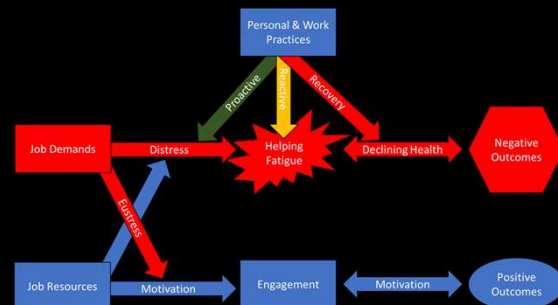 Personal & Work
Practices
Proactive
Reactive
Recovery
Job Demands
Distress
Helping
Fatigue
Declining Health
Negative
Outcomes
Eustress
Job Resources
Motivation
Engagement
Motivation
Positive
Outcomes